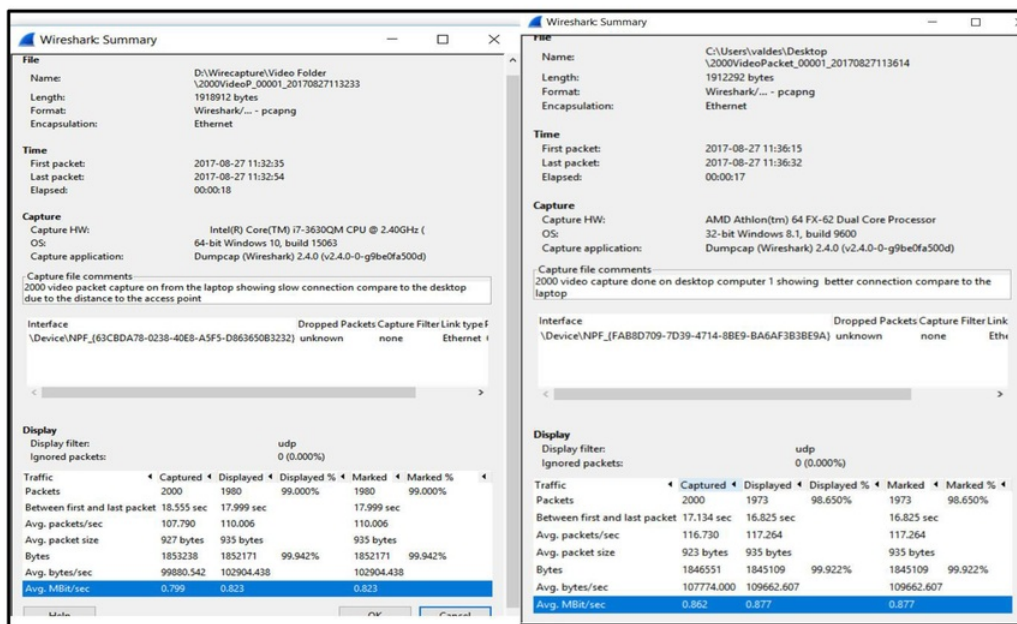 Wireshark: Summary
File
Name:
D:\Wirecapture\Video Folder
\2000VideoP_00001_20170827113233
Length: 1918912 bytes
Format: Wireshark/... - pcapng
Encapsulation: Ethernet
Time
First packet: 2017-08-27 11:32:35
Last packet: 2017-08-27 11:32:54
Elapsed: 00:00:18
Capture
Capture HW: Intel(R) Core(TM) i7-3630QM CPU @ 2.40GHz (
OS: 64-bit Windows 10, build 15063
Capture application: Dumpcap (Wireshark) 2.4.0 (v2.4.0-0-g9be0fa500d)
Capture file comments
2000 video packet capture on from the laptop showing slow connection compare to the desktop
due to the distance to the access point
Interface Dropped Packets Capture Filter Link type
\Device\NPF_{63CBDA78-0238-40E8-A5F5-D863650B3232} unknown none Ethernet
Display
Display filter: udp
Ignored packets: 0 (0.000%)
Traffic Captured Displayed Displayed % Marked Marked %
Packets 2000 1980 99.000% 1980 99.000%
Between first and last packet 18.555 sec 17.999 sec 17.999 sec
Avg. packets/sec 107.790 110.006 110.006
Avg. packet size 927 bytes 935 bytes 935 bytes
Bytes 1853238 1852171 99.942% 1852171 99.942%
Avg. bytes/sec 99880.542 102904.438 102904.438
Avg. MBit/sec 0.799 0.823 0.823
Help OK Cancel
Wireshark: Summary
File
Name: C:\Users\valdes\Desktop
\2000VideoPacket_00001_20170827113614
Length: 1912292 bytes
Format: Wireshark/... - pcapng
Encapsulation: Ethernet
Time
First packet: 2017-08-27 11:36:15
Last packet: 2017-08-27 11:36:32
Elapsed: 00:00:17
Capture
Capture HW: AMD Athlon(tm) 64 FX-62 Dual Core Processor
OS: 32-bit Windows 8.1, build 9600
Capture application: Dumpcap (Wireshark) 2.4.0 (v2.4.0-0-g9be0fa500d)
Capture file comments
2000 video capture done on desktop computer 1 showing better connection compare to the
laptop
Interface Dropped Packets Capture Filter Link
\Device\NPF_{FAB8D709-7D39-4714-8BE9-BA6AF3B3BE9A} unknown none Ethe
Display
Display filter: udp
Ignored packets: 0 (0.000%)
Traffic Captured Displayed Displayed % Marked Marked %
Packets 2000 1973 98.650% 1973 98.650%
Between first and last packet 17.134 sec 16.825 sec 16.825 sec
Avg. packets/sec 116.730 117.264 117.264
Avg. packet size 923 bytes 935 bytes 935 bytes
Bytes 1846551 1845109 99.922% 1845109 99.922%
Avg. bytes/sec 107774.000 109662.607 109662.607
Avg. MBit/sec 0.862 0.877 0.877